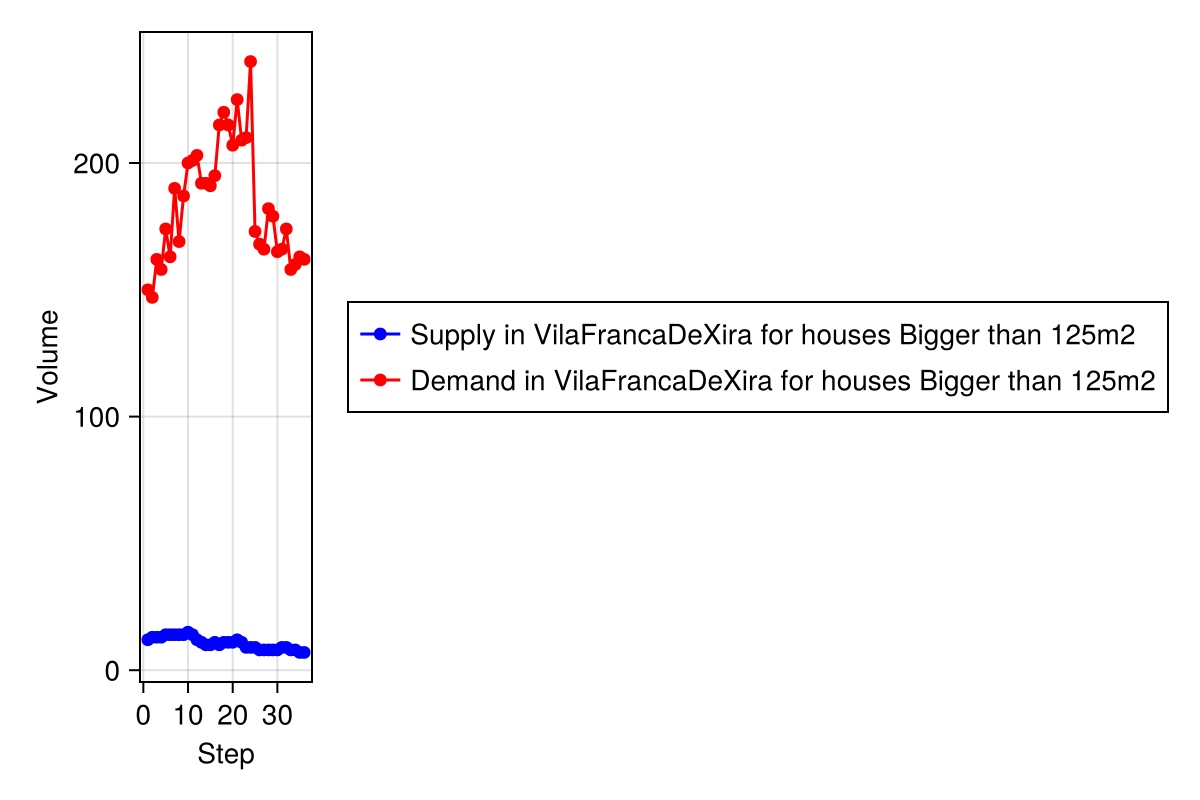 Volume
200
100
0
0 10 20 30
Step
Supply in VilaFrancaDeXira for houses Bigger than 125m2
Demand in VilaFrancaDeXira for houses Bigger than 125m2